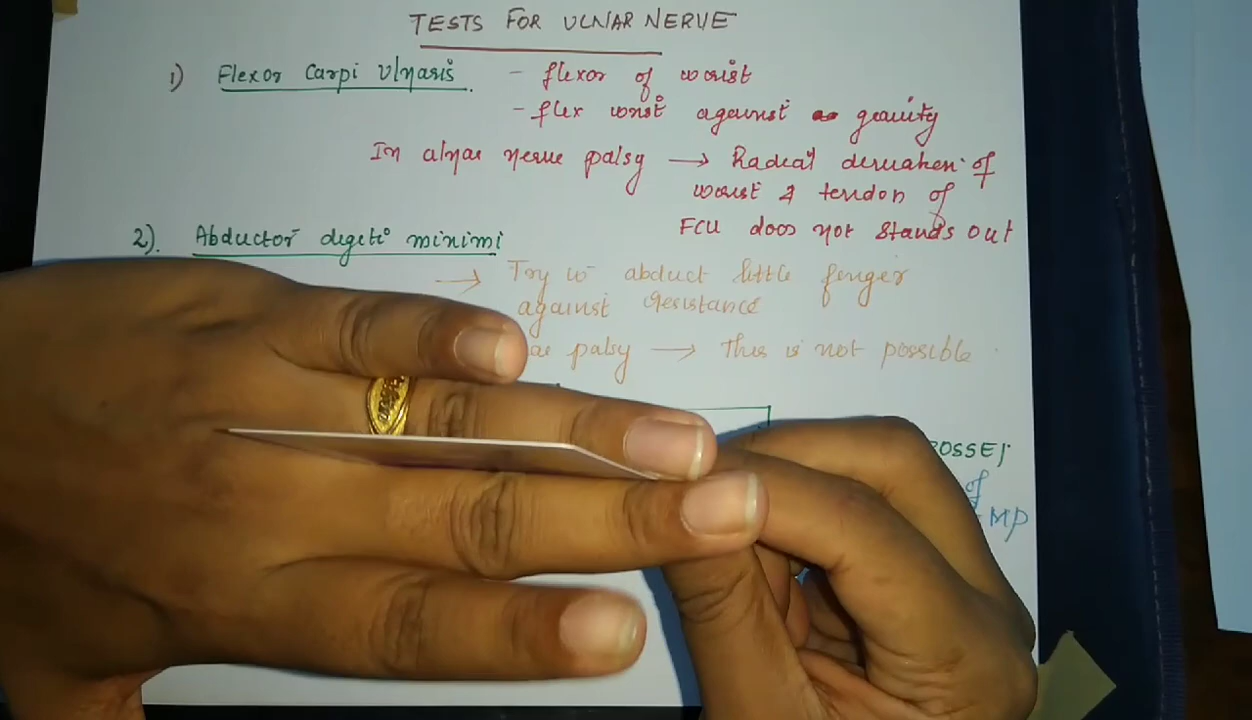 TESTS FOR ULNAR NERVE
1) Flexor Carpi Ulnaris - flexor of wrist
- flex wrist against gravity
In ulnar nerve palsy → Radial deviation of
wrist & tendon of
FCU does not stands out
2). Abductor digiti minimi
→ Try to abduct little finger
against resistance
ar palsy → This is not possible.
OSSEI
of
MP